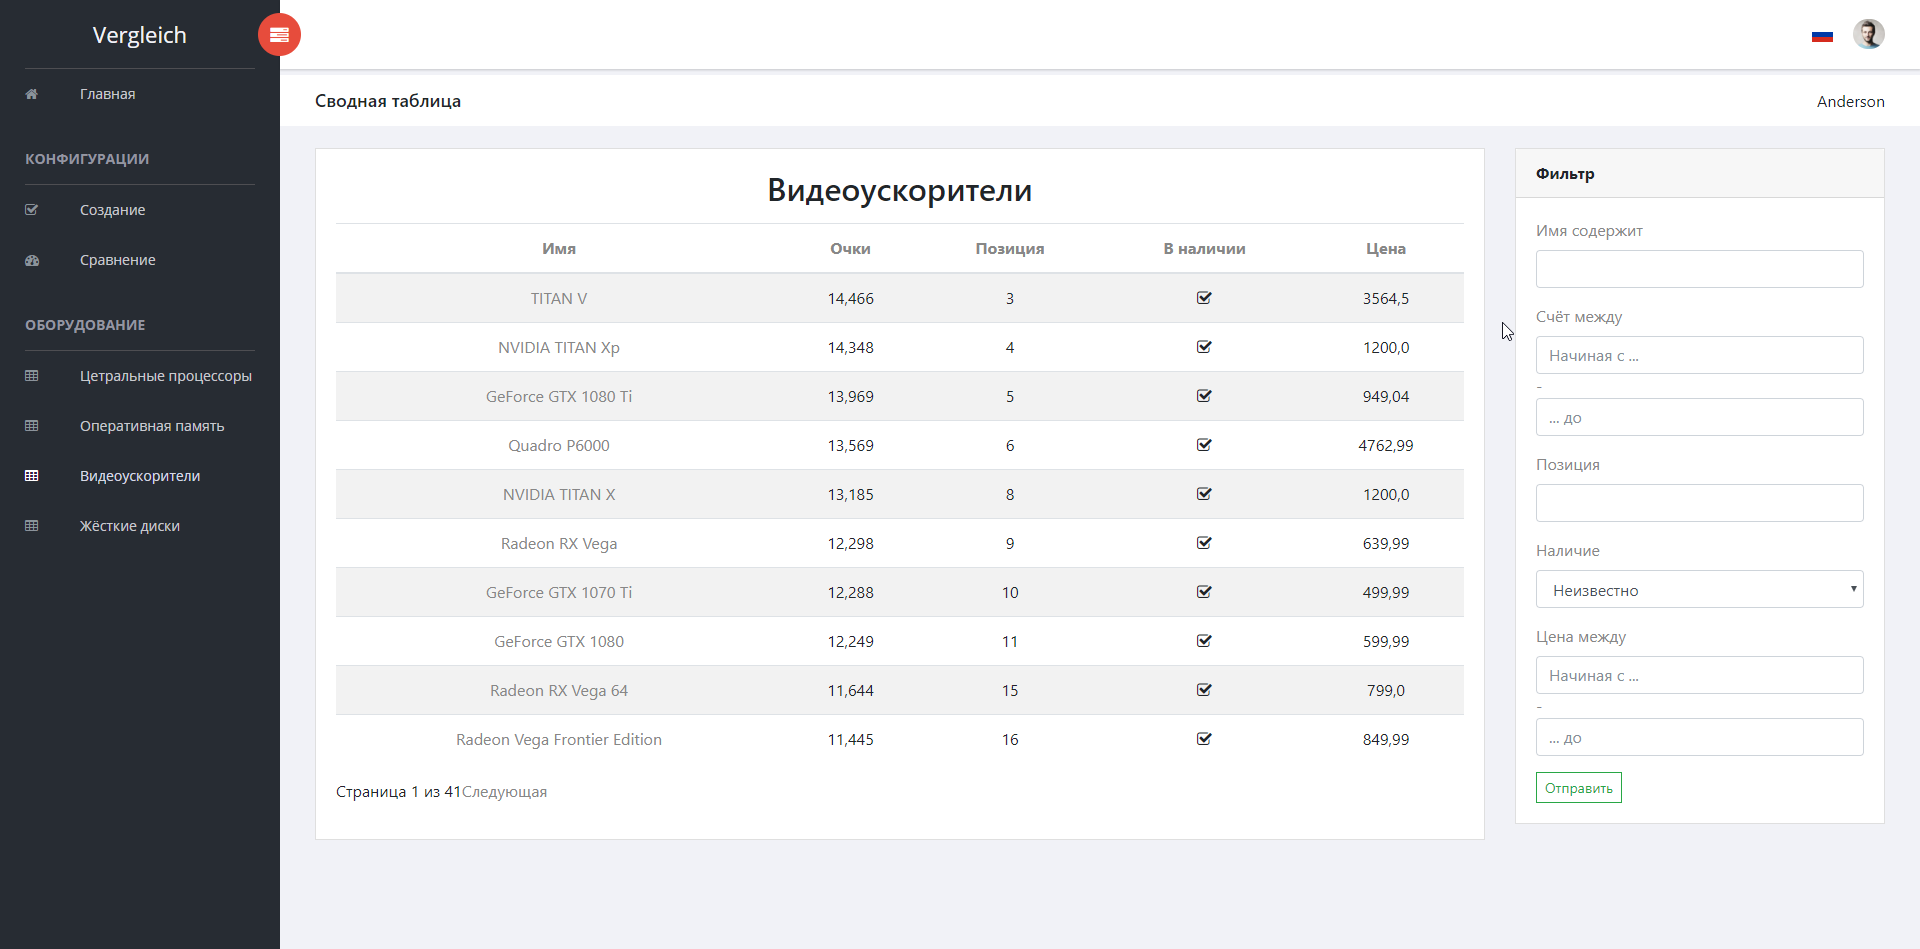 Vergleich
Главная
КОНФИГУРАЦИИ
Создание
Сравнение
ОБОРУДОВАНИЕ
Цетральные процессоры
Оперативная память
Видеоускорители
Жёсткие диски
Сводная таблица
Anderson
Видеоускорители
Имя Очки Позиция В наличии Цена
TITAN V 14,466 3 3564,5
NVIDIA TITAN Xp 14,348 4 1200,0
GeForce GTX 1080 Ti 13,969 5 949,04
Quadro P6000 13,569 6 4762,99
NVIDIA TITAN X 13,185 8 1200,0
Radeon RX Vega 12,298 9 639,99
GeForce GTX 1070 Ti 12,288 10 499,99
GeForce GTX 1080 12,249 11 599,99
Radeon RX Vega 64 11,644 15 799,0
Radeon Vega Frontier Edition 11,445 16 849,99
Страница 1 из 41Следующая
Фильтр
Имя содержит
Счёт между
Начиная с ...
-
... до
Позиция
Наличие
Неизвестно
Цена между
Начиная с ...
-
... до
Отправить